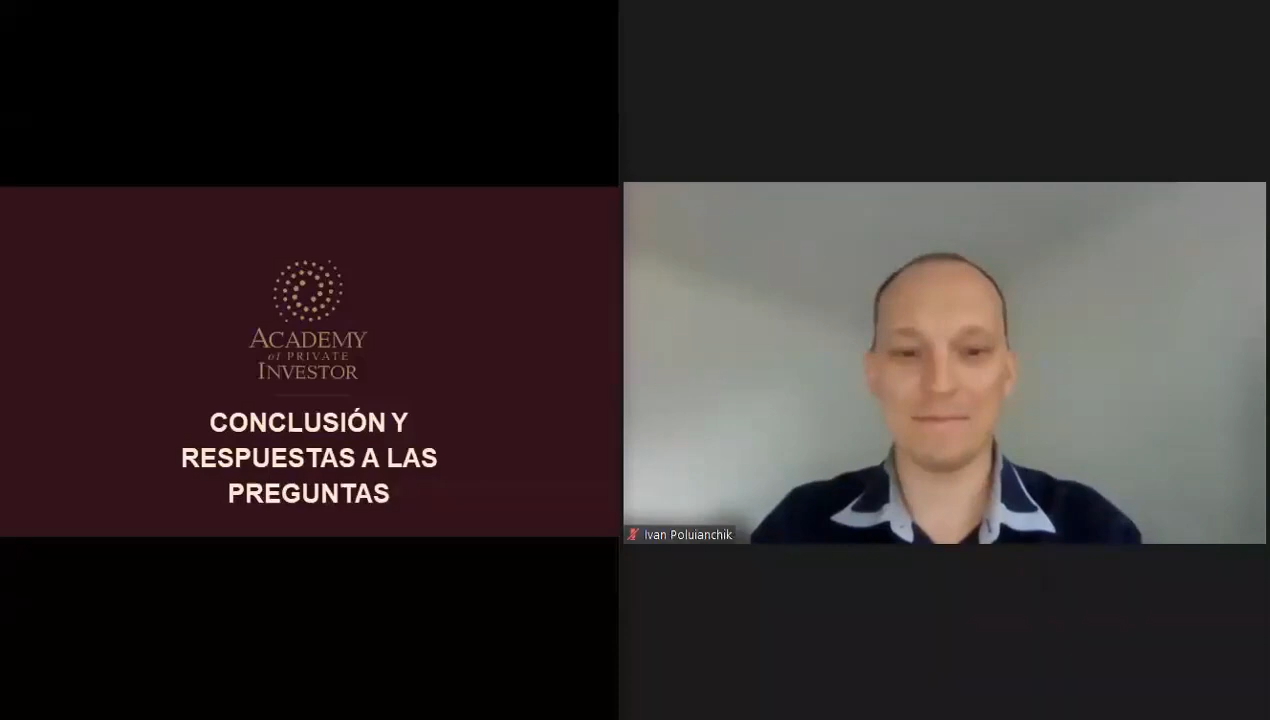 ACADEMY
of PRIVATE
INVESTOR
CONCLUSIÓN Y
RESPUESTAS A LAS
PREGUNTAS
Ivan Poluianchik